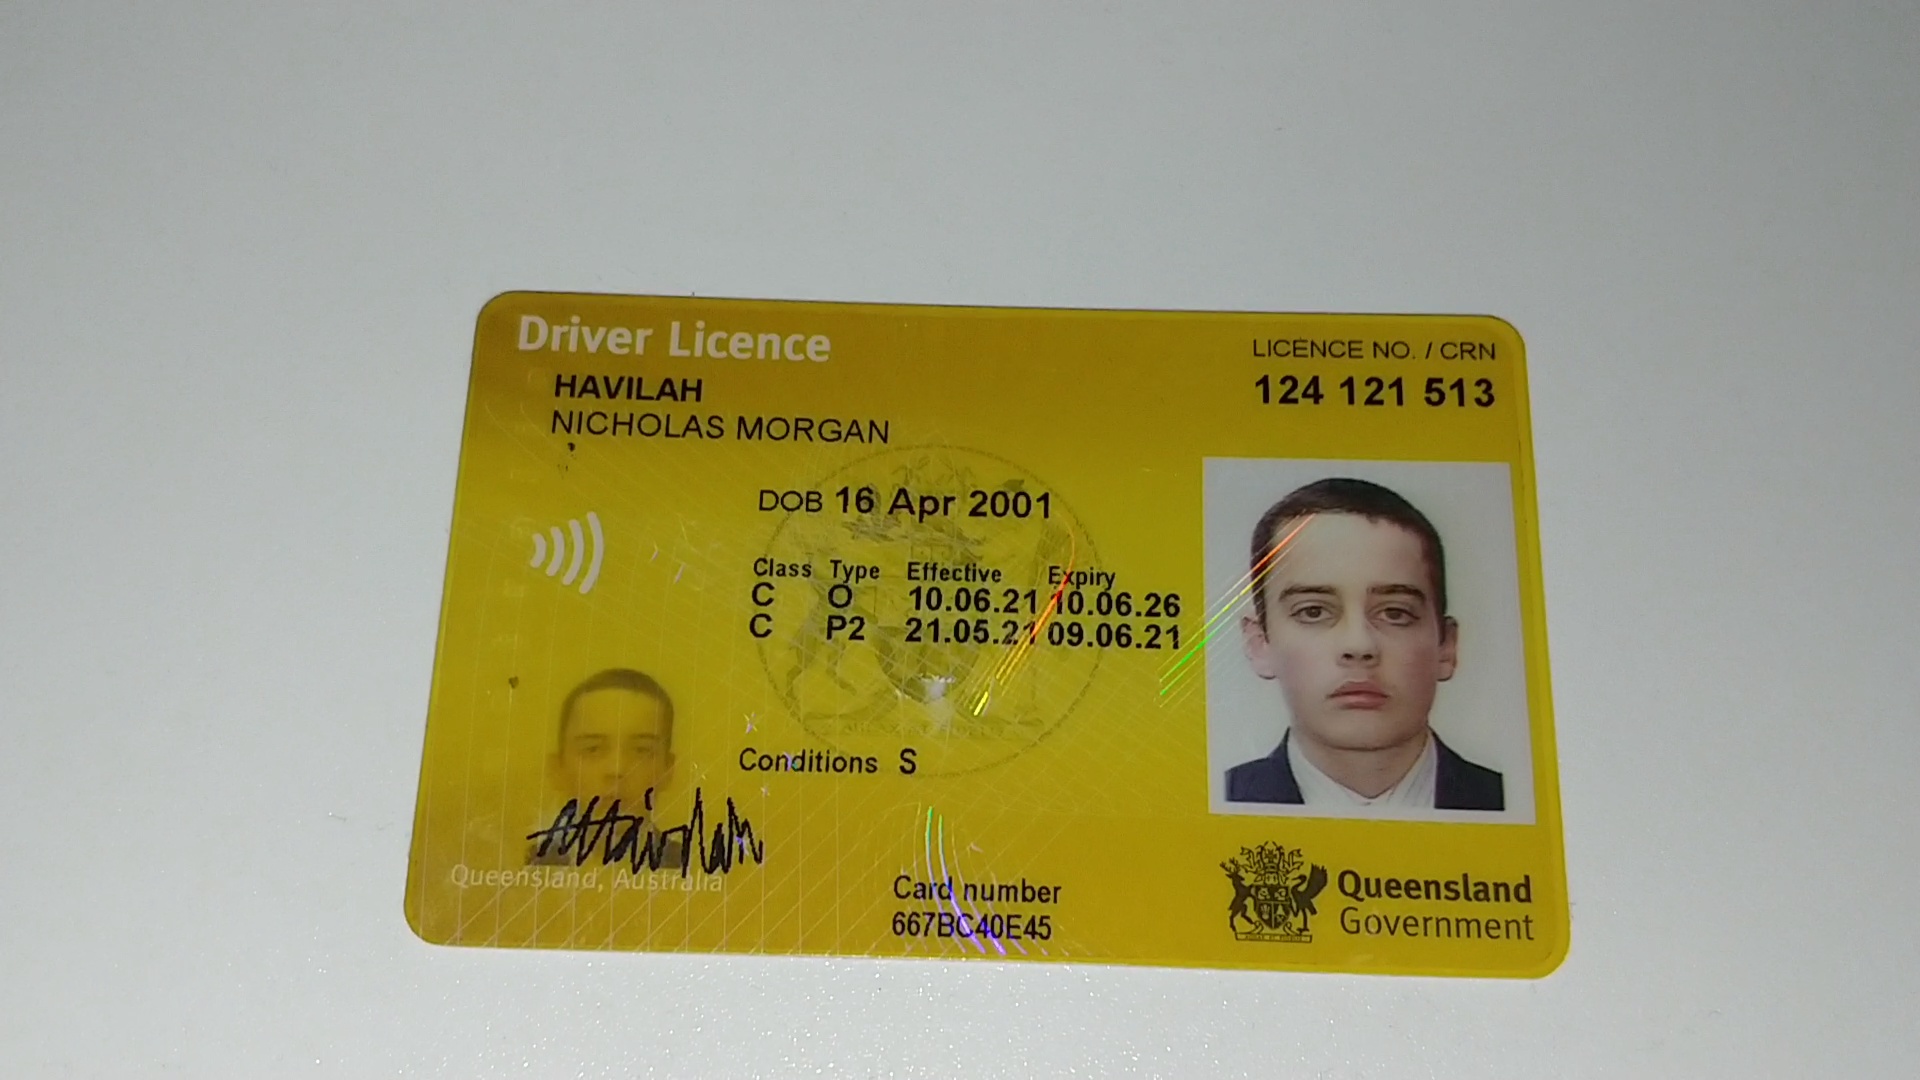 Driver Licence
LICENCE NO. / CRN
HAVILAH
124 121 513
NICHOLAS MORGAN
DOB 16 Apr 2001
Class Type Effective Expiry
C O 10.06.21 10.06.26
C P2 21.05.21 09.06.21
Conditions S
Havilah
Queensland, Australia
Card number
667BC40E45
Queensland
Government